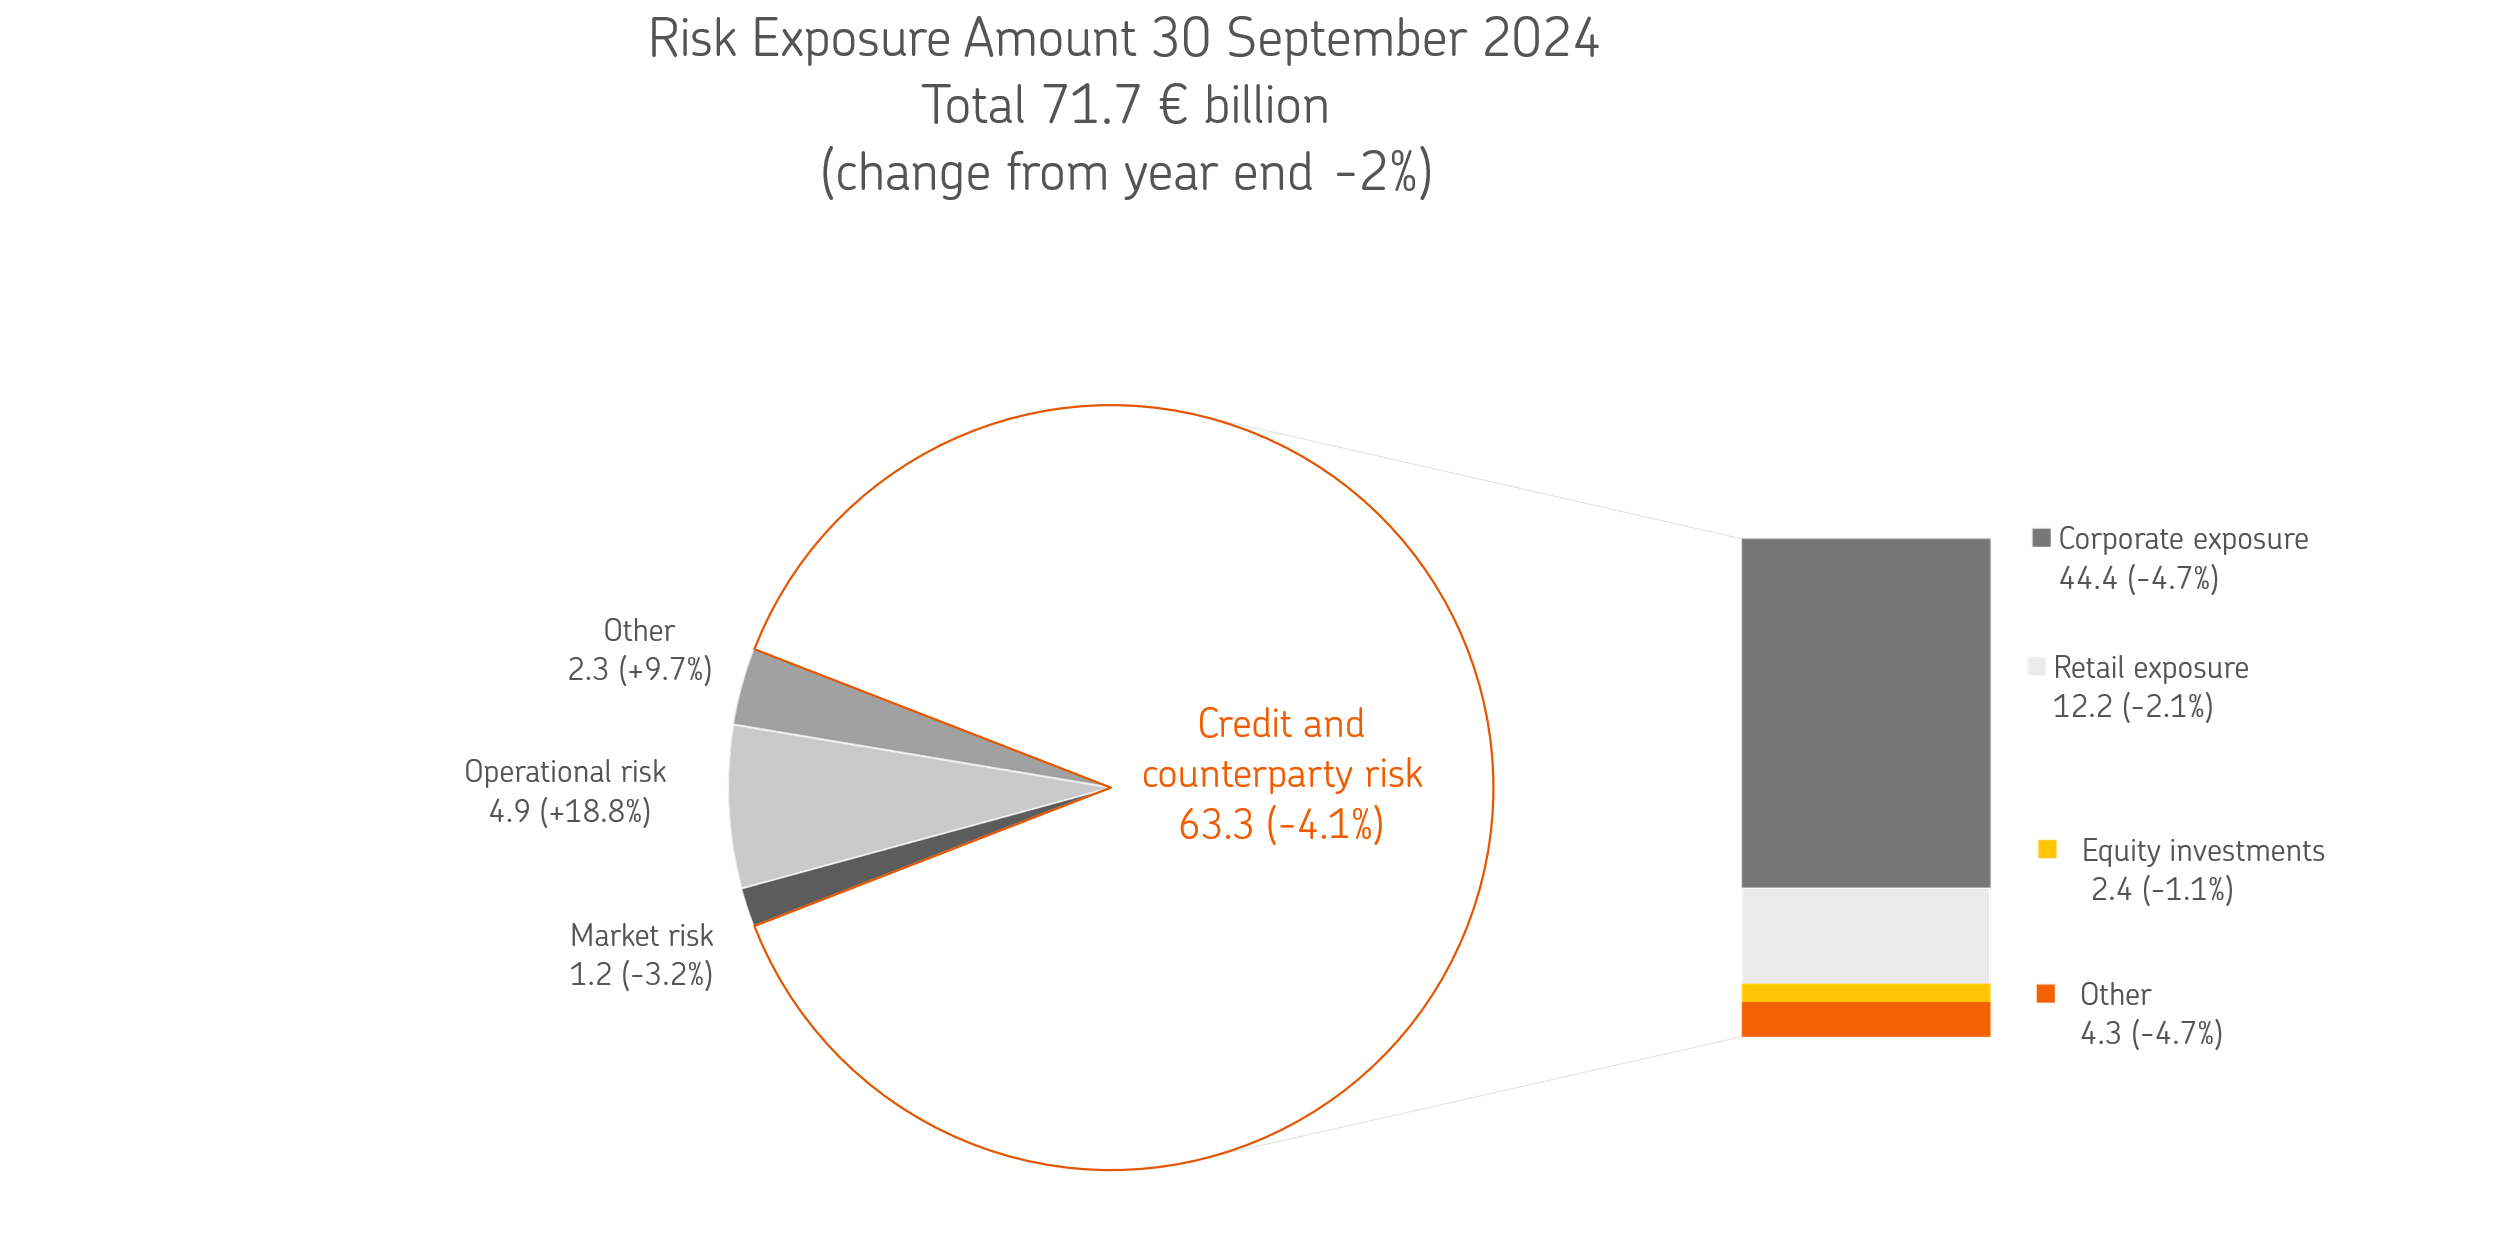 Risk Exposure Amount 30 September 2024
Total 71.7 € billion
(change from year end -2%)
Other
2.3 (+9.7%)
Operational risk
4.9 (+18.8%)
Market risk
1.2 (-3.2%)
Credit and
counterparty risk
63.3 (-4.1%)
Corporate exposure
44.4 (-4.7%)
Retail exposure
12.2 (-2.1%)
Equity investments
2.4 (-1.1%)
Other
4.3 (-4.7%)